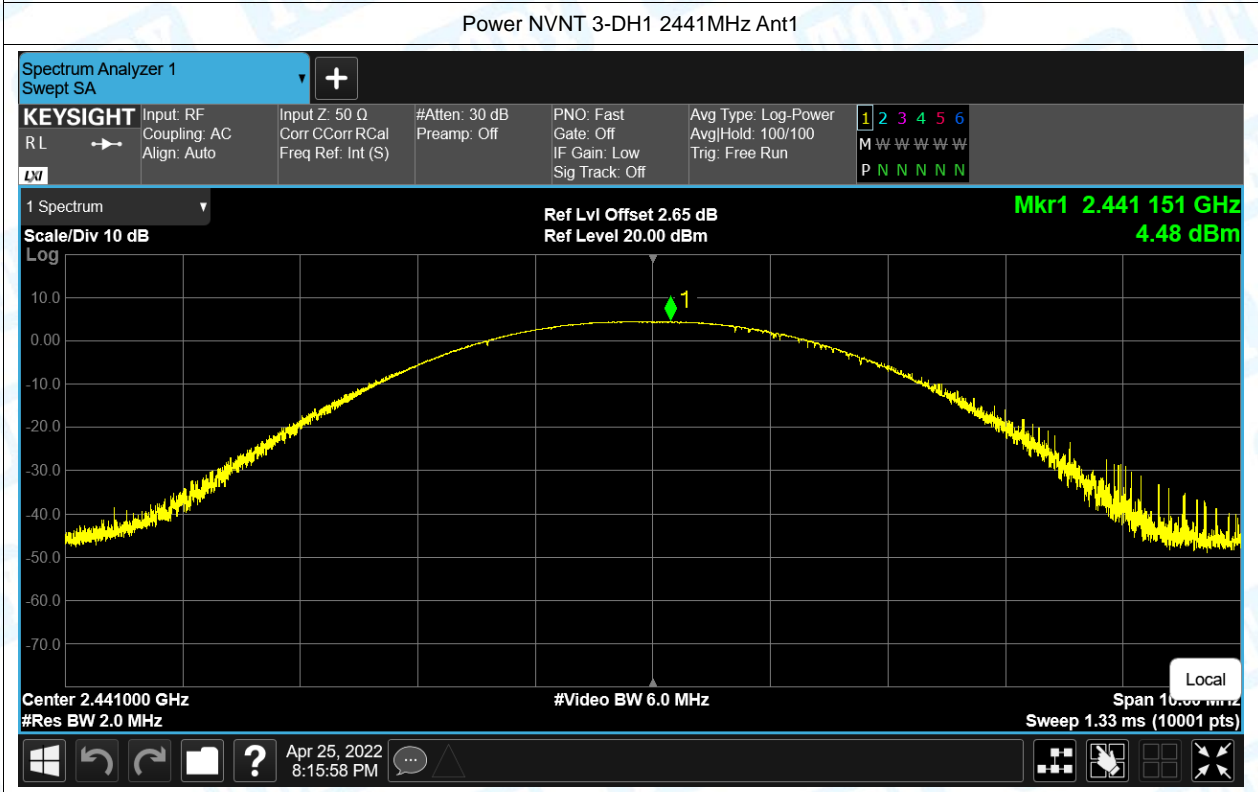 Power NVNT 3-DH1 2441MHz Ant1
Spectrum Analyzer 1
Swept SA
KEYSIGHT
R L
LXI
Input: RF
Coupling: AC
Align: Auto
Input Z: 50 Ω
Corr CCorr RCal
Freq Ref: Int (S)
#Atten: 30 dB
Preamp: Off
PNO: Fast
Gate: Off
IF Gain: Low
Sig Track: Off
Avg Type: Log-Power
Avg|Hold: 100/100
Trig: Free Run
1 2 3 4 5 6
M W W W W W
P N N N N N
1 Spectrum
Scale/Div 10 dB
Log
Ref Lvl Offset 2.65 dB
Ref Level 20.00 dBm
Mkr1 2.441 151 GHz
4.48 dBm
1
10.0
0.00
-10.0
-20.0
-30.0
-40.0
-50.0
-60.0
-70.0
Local
Center 2.441000 GHz
#Res BW 2.0 MHz
#Video BW 6.0 MHz
Span 10.00 MHz
Sweep 1.33 ms (10001 pts)
?
Apr 25, 2022
8:15:58 PM